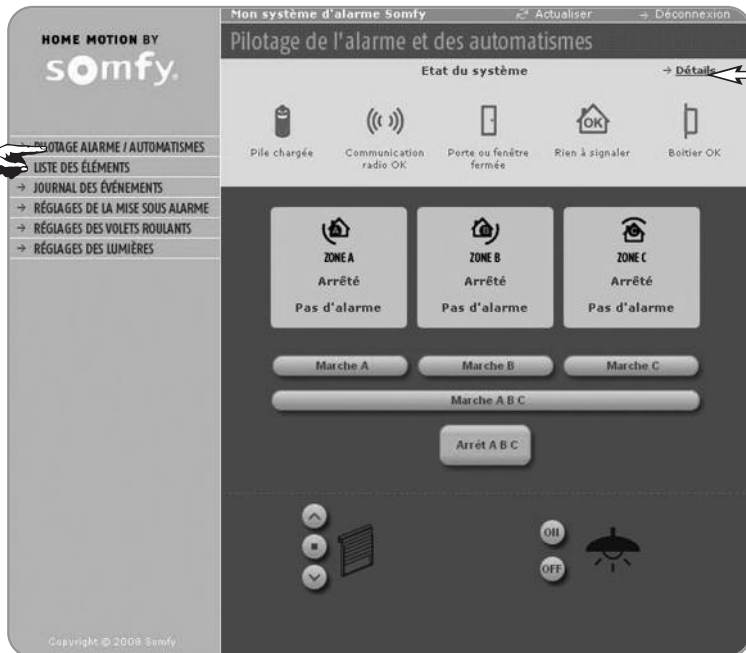 Mon système d'alarme Somfy
Actualiser
→ Déconnexion
HOME MOTION BY
somfy.
Pilotage de l'alarme et des automatismes
Etat du système
→ Détails
Pile chargée
Communication
radio OK
Porte ou fenêtre
fermée
OK
Rien à signaler
Boitier OK
PILOTAGE ALARME / AUTOMATISMES
LISTE DES ÉLÉMENTS
→ JOURNAL DES ÉVÉNEMENTS
→ RÉGLAGES DE LA MISE SOUS ALARME
→ RÉGLAGES DES VOLETS ROULANTS
→ RÉGLAGES DES LUMIÈRES
A
ZONE A
Arrêté
Pas d'alarme
B
ZONE B
Arrêté
Pas d'alarme
C
ZONE C
Arrêté
Pas d'alarme
Marche A
Marche B
Marche C
Marche A B C
Arrêt A B C
ON
OFF
Copyright © 2008 Somfy